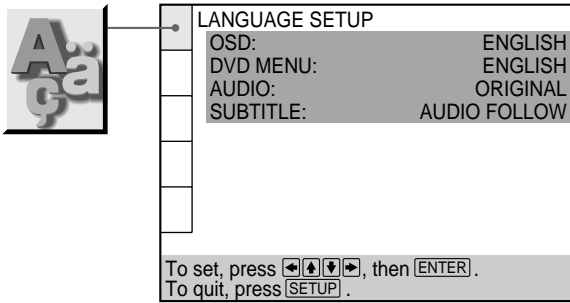 Aäç
LANGUAGE SETUP
OSD: ENGLISH
DVD MENU: ENGLISH
AUDIO: ORIGINAL
SUBTITLE: AUDIO FOLLOW
To set, press ←↑↓→, then ENTER.
To quit, press SETUP.